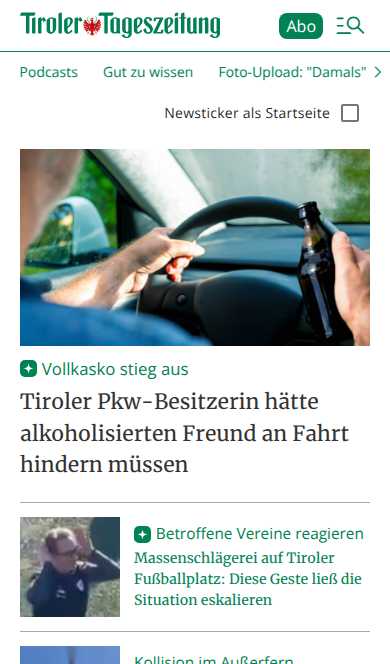 Tiroler Tageszeitung
Abo
Podcasts Gut zu wissen Foto-Upload: "Damals"
Newsticker als Startseite
Vollkasko stieg aus
Tiroler Pkw-Besitzerin hätte
alkoholisierten Freund an Fahrt
hindern müssen
Betroffene Vereine reagieren
Massenschlägerei auf Tiroler
Fußballplatz: Diese Geste ließ die
Situation eskalieren
Kollision im Außerfern